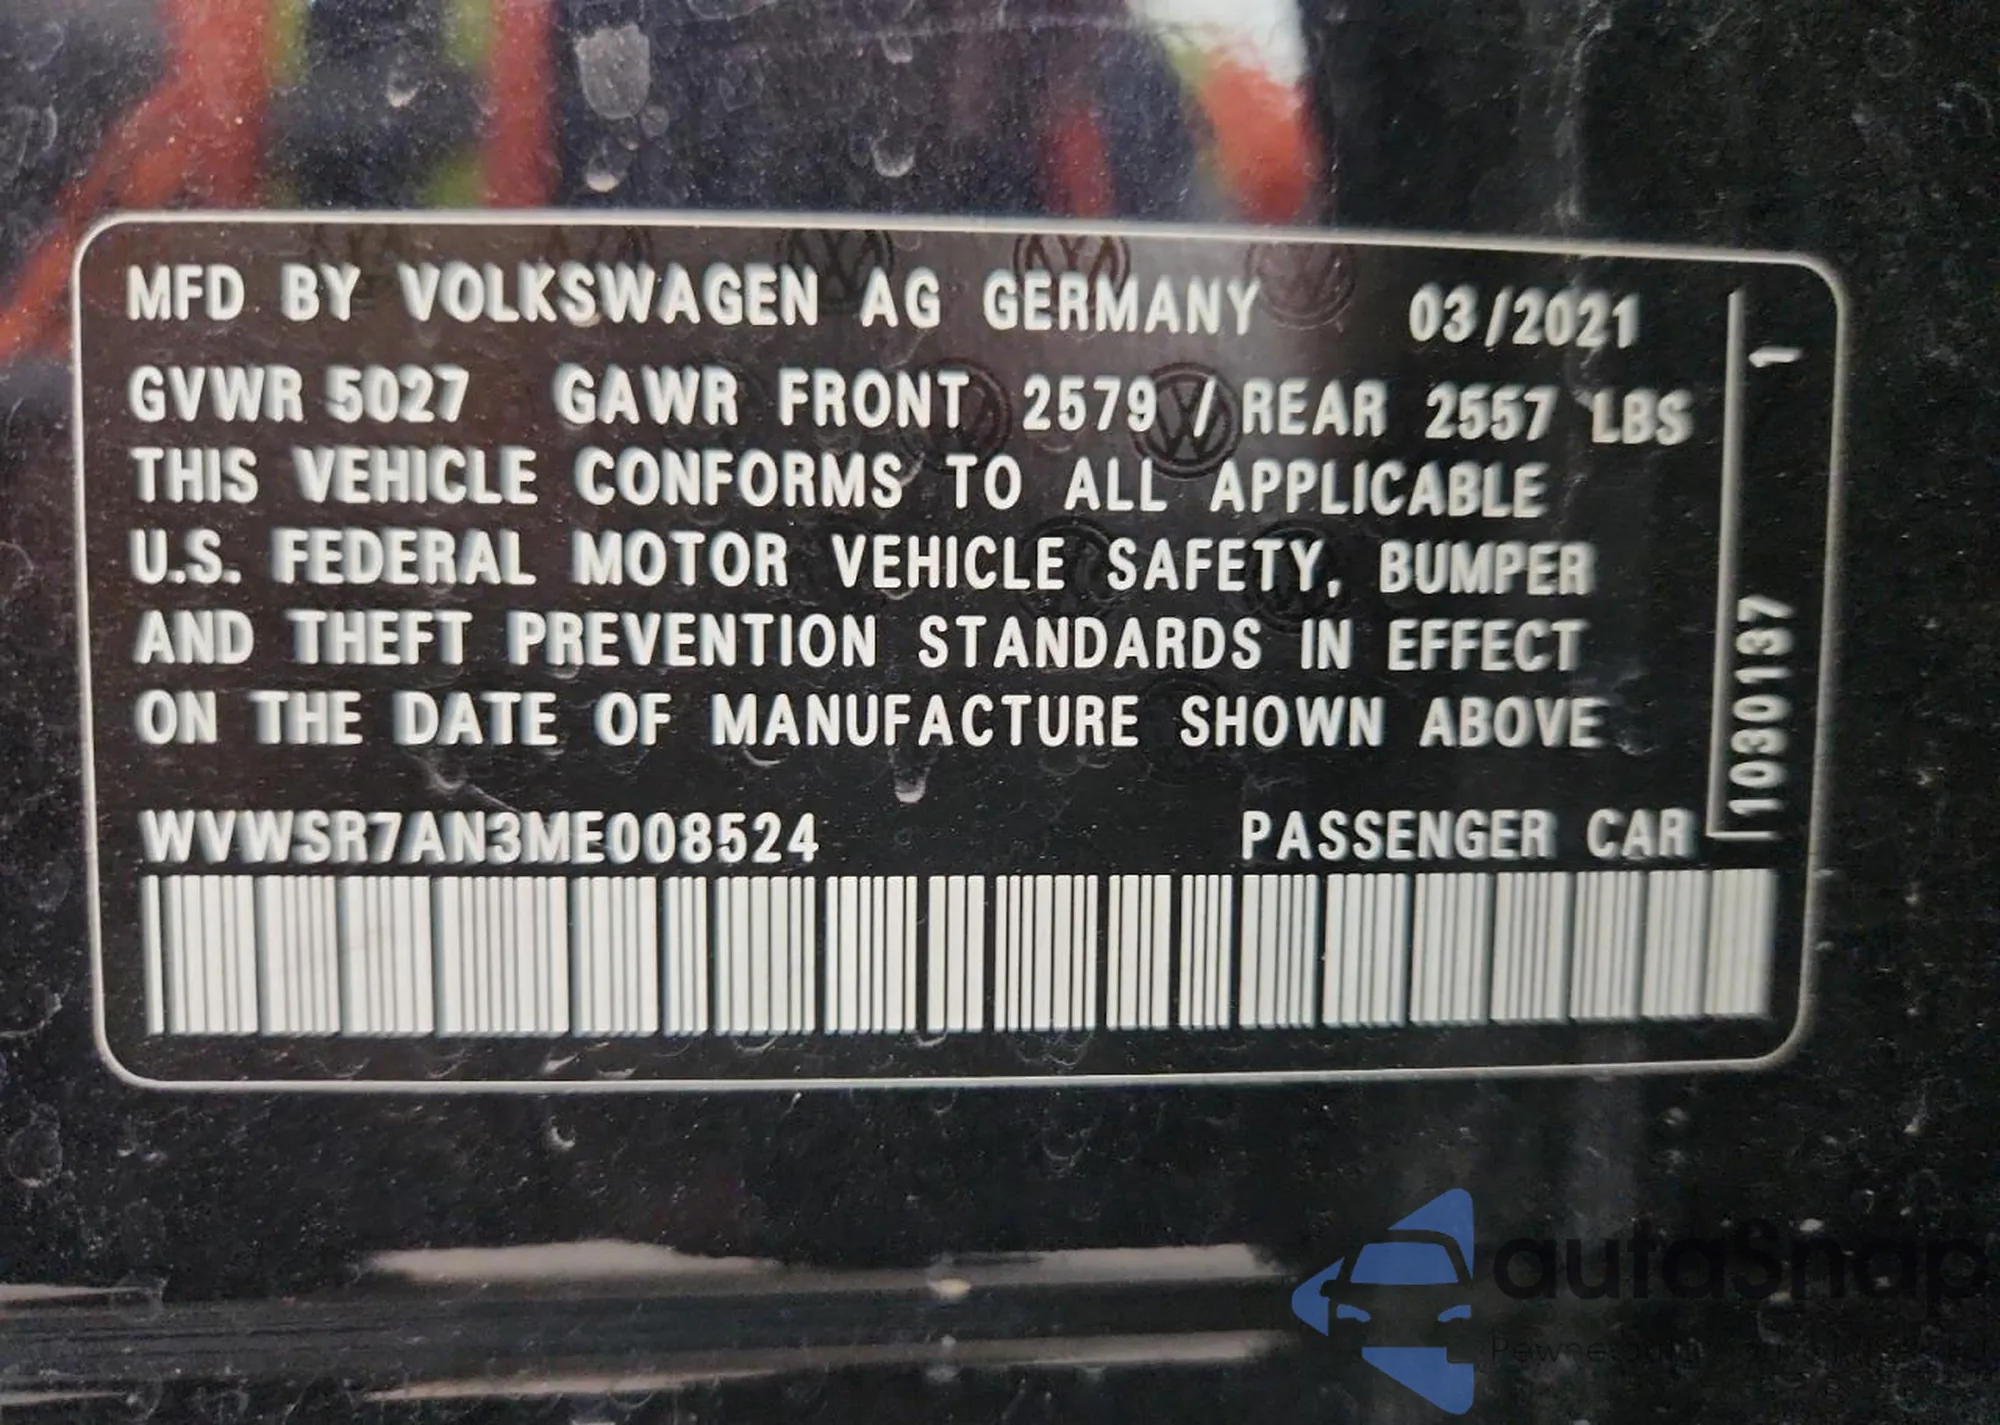 MFD BY VOLKSWAGEN AG GERMANY 03/2021
GVWR 5027 GAWR FRONT 2579 / REAR 2557 LBS
THIS VEHICLE CONFORMS TO ALL APPLICABLE
U.S. FEDERAL MOTOR VEHICLE SAFETY, BUMPER
AND THEFT PREVENTION STANDARDS IN EFFECT
ON THE DATE OF MANUFACTURE SHOWN ABOVE
WVWSR7AN3ME008524 PASSENGER CAR
1030137 1
autaSnap